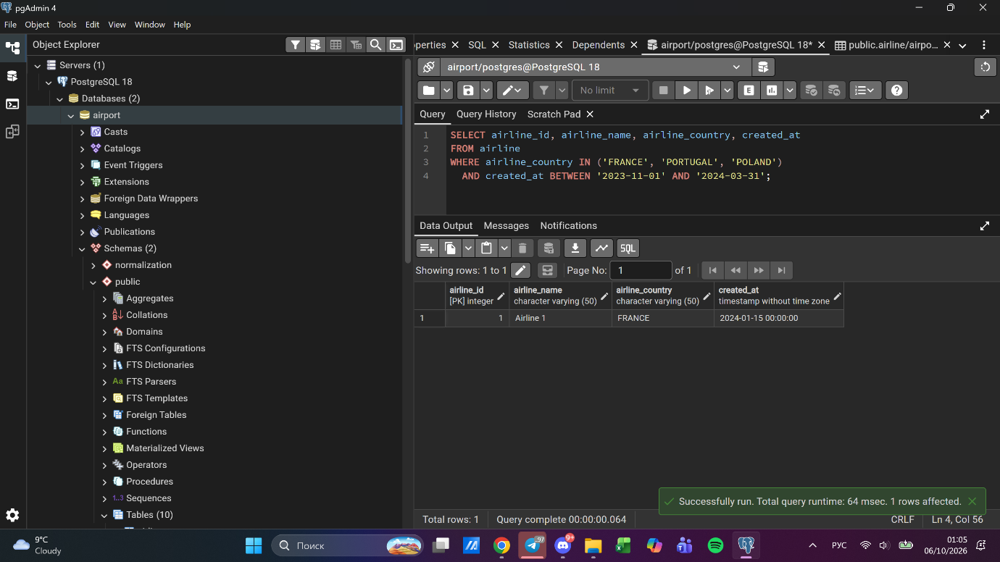 pgAdmin 4
File Object Tools Edit View Window Help
Object Explorer
Servers (1)
PostgreSQL 18
Databases (2)
airport
Casts
Catalogs
Event Triggers
Extensions
Foreign Data Wrappers
Languages
Publications
Schemas (2)
normalization
public
Aggregates
Collations
Domains
FTS Configurations
FTS Dictionaries
Aa FTS Parsers
FTS Templates
Foreign Tables
Functions
Materialized Views
Operators
Procedures
1..3 Sequences
Tables (10)
operties SQL Statistics Dependents airport/postgres@PostgreSQL 18* public.airline/airpo...
airport/postgres@PostgreSQL 18
No limit E
Query Query History Scratch Pad
1 SELECT airline_id, airline_name, airline_country, created_at
2 FROM airline
3 WHERE airline_country IN ('FRANCE', 'PORTUGAL', 'POLAND')
4 AND created_at BETWEEN '2023-11-01' AND '2024-03-31';
Data Output Messages Notifications
SQL
Showing rows: 1 to 1 Page No: 1 of 1
airline_id airline_name airline_country created_at
[PK] integer character varying (50) character varying (50) timestamp without time zone
1 1 Airline 1 FRANCE 2024-01-15 00:00:00
Successfully run. Total query runtime: 64 msec. 1 rows affected.
Total rows: 1 Query complete 00:00:00.064 CRLF Ln 4, Col 56
9°C
Cloudy
Поиск
97
9+
РУС
01:05
06/10/2026